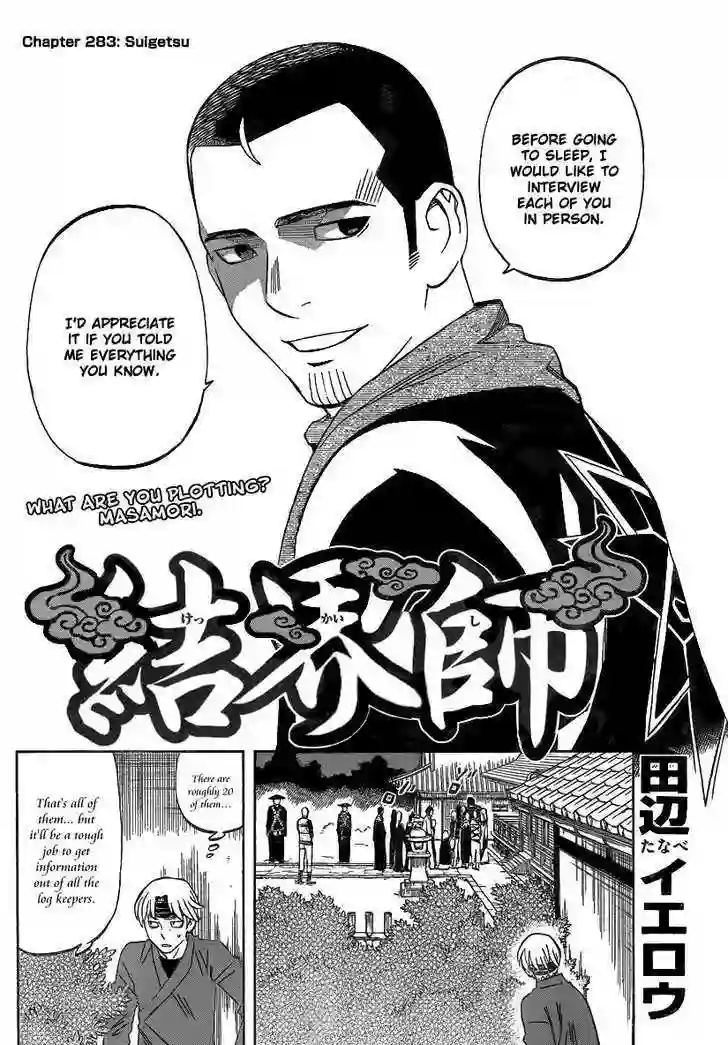 Chapter 283: Suigetsu
BEFORE GOING
TO SLEEP, I
WOULD LIKE TO
INTERVIEW
EACH OF YOU
IN PERSON.
I'D APPRECIATE
IT IF YOU TOLD
ME EVERYTHING
YOU KNOW.
WHAT ARE YOU PLOTTING?
MASAMORI.
結界師
けっかいし
田辺イエロウ
たなべ
There are
roughly 20
of them...
That's all of
them... but
it'll be a tough
job to get
information
out of all the
log keepers.